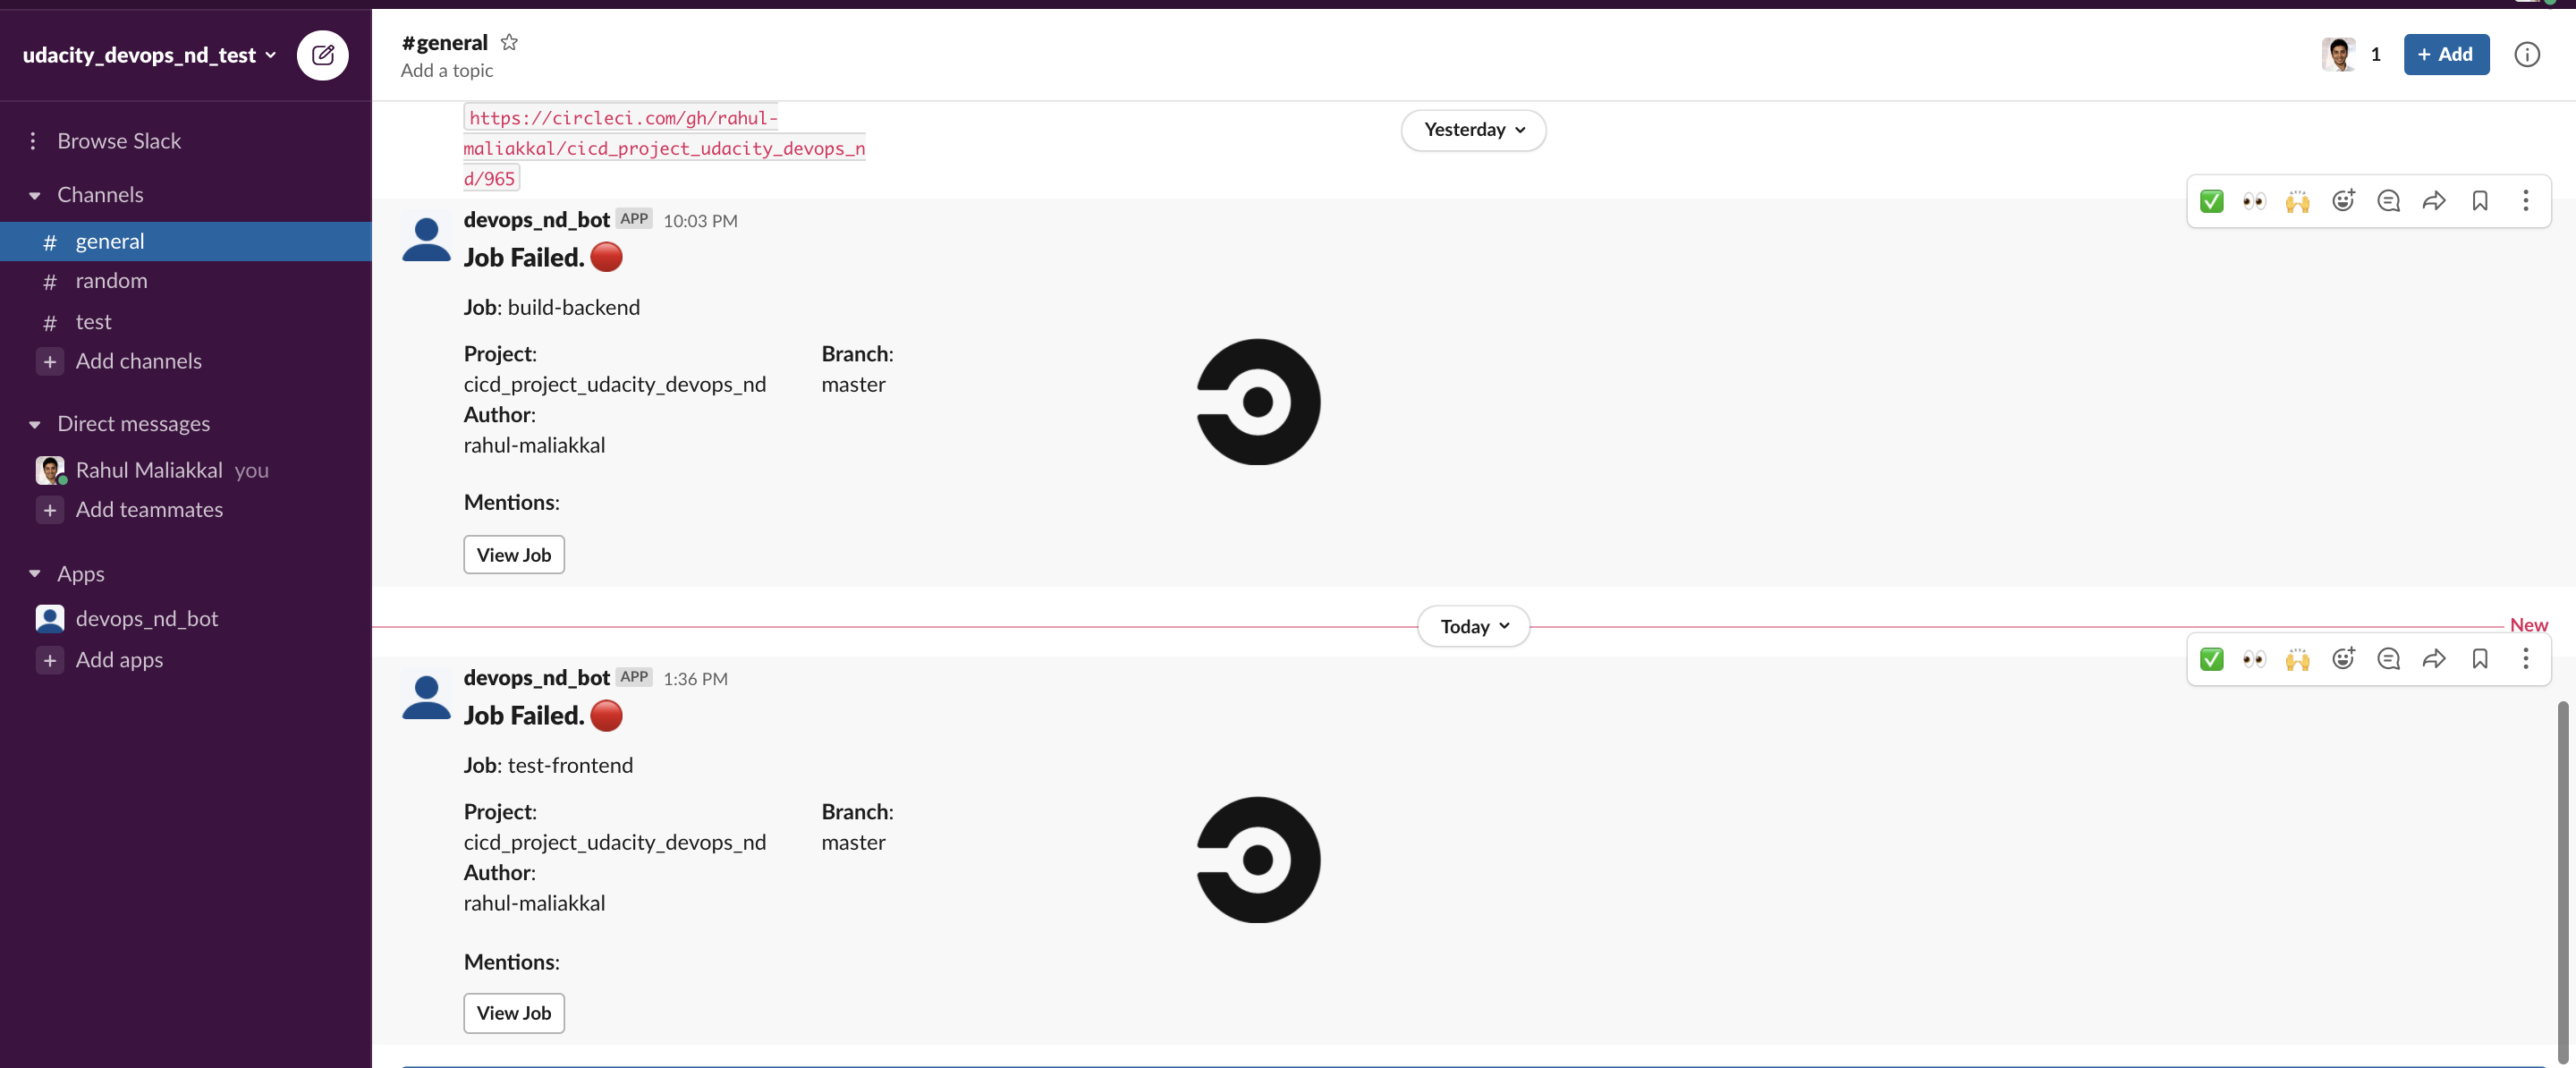 udacity_devops_nd_test
Browse Slack
Channels
# general
# random
# test
+ Add channels
Direct messages
Rahul Maliakkal you
+ Add teammates
Apps
devops_nd_bot
+ Add apps
#general
Add a topic
1
+ Add
https://circleci.com/gh/rahul-
maliakkal/cicd_project_udacity_devops_n
d/965
Yesterday
devops_nd_bot APP 10:03 PM
Job Failed.
Job: build-backend
Project: Branch:
cicd_project_udacity_devops_nd master
Author:
rahul-maliakkal
Mentions:
View Job
Today
New
devops_nd_bot APP 1:36 PM
Job Failed.
Job: test-frontend
Project: Branch:
cicd_project_udacity_devops_nd master
Author:
rahul-maliakkal
Mentions:
View Job